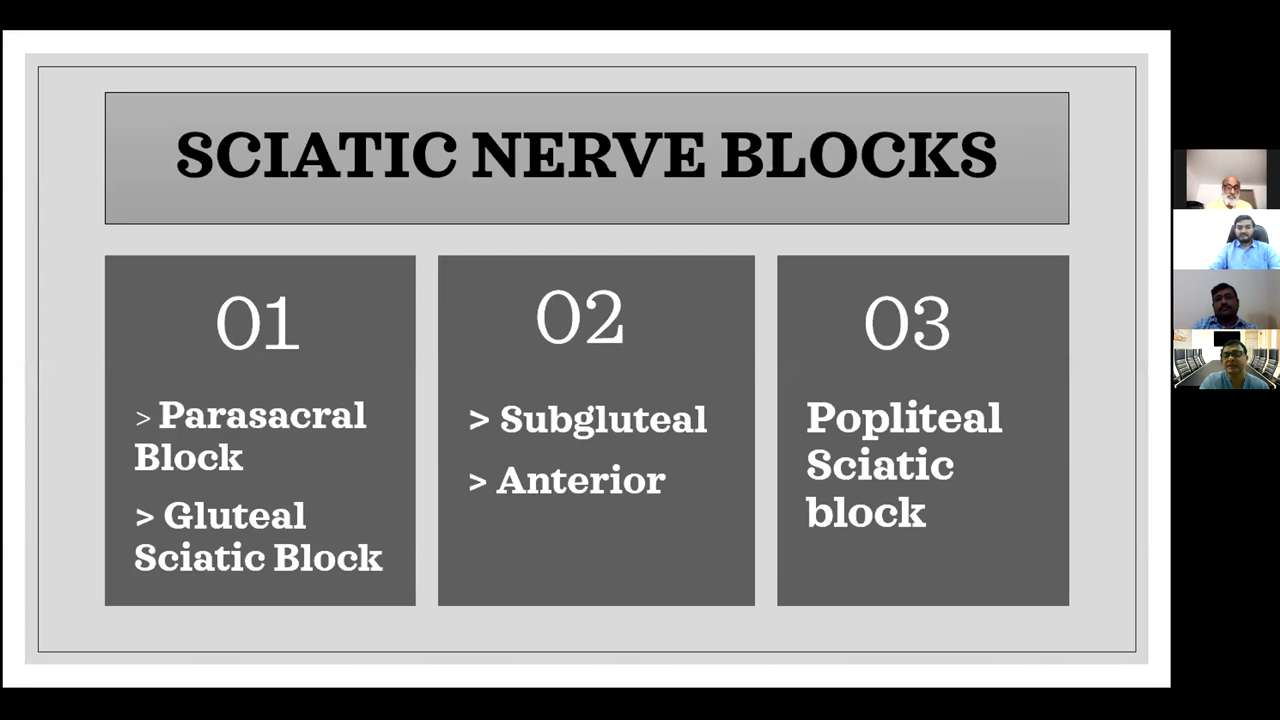 SCIATIC NERVE BLOCKS
01
> Parasacral
Block
> Gluteal
Sciatic Block
02
> Subgluteal
> Anterior
03
Popliteal
Sciatic
block